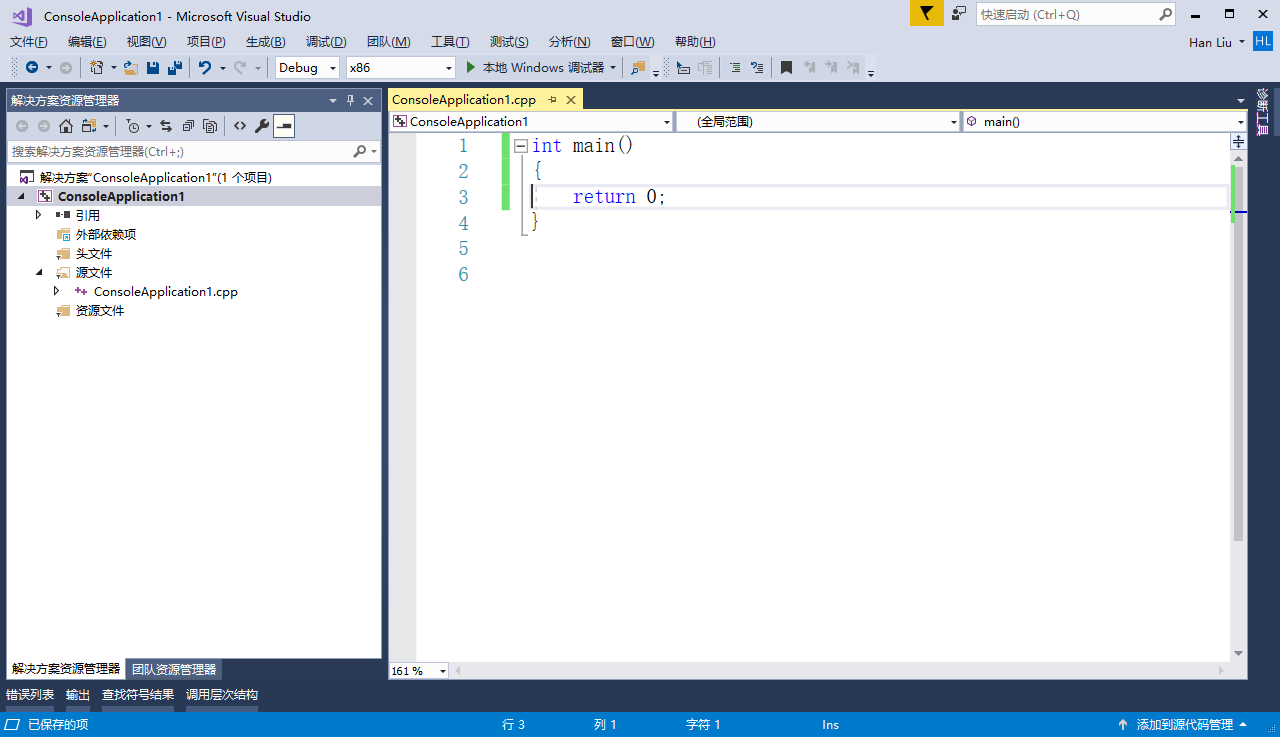 ConsoleApplication1 - Microsoft Visual Studio
快速启动 (Ctrl+Q)
文件(F) 编辑(E) 视图(V) 项目(P) 生成(B) 调试(D) 团队(M) 工具(T) 测试(S) 分析(N) 窗口(W) 帮助(H)
Han Liu HL
Debug x86 本地 Windows 调试器
解决方案资源管理器
搜索解决方案资源管理器(Ctrl+;)
解决方案“ConsoleApplication1”(1 个项目)
ConsoleApplication1
引用
外部依赖项
头文件
源文件
ConsoleApplication1.cpp
资源文件
解决方案资源管理器 团队资源管理器
ConsoleApplication1.cpp
ConsoleApplication1 (全局范围) main()
1 int main()
2 {
3 return 0;
4 }
5
6
161 %
诊断工具
错误列表 输出 查找符号结果 调用层次结构
已保存的项 行 3 列 1 字符 1 Ins 添加到源代码管理